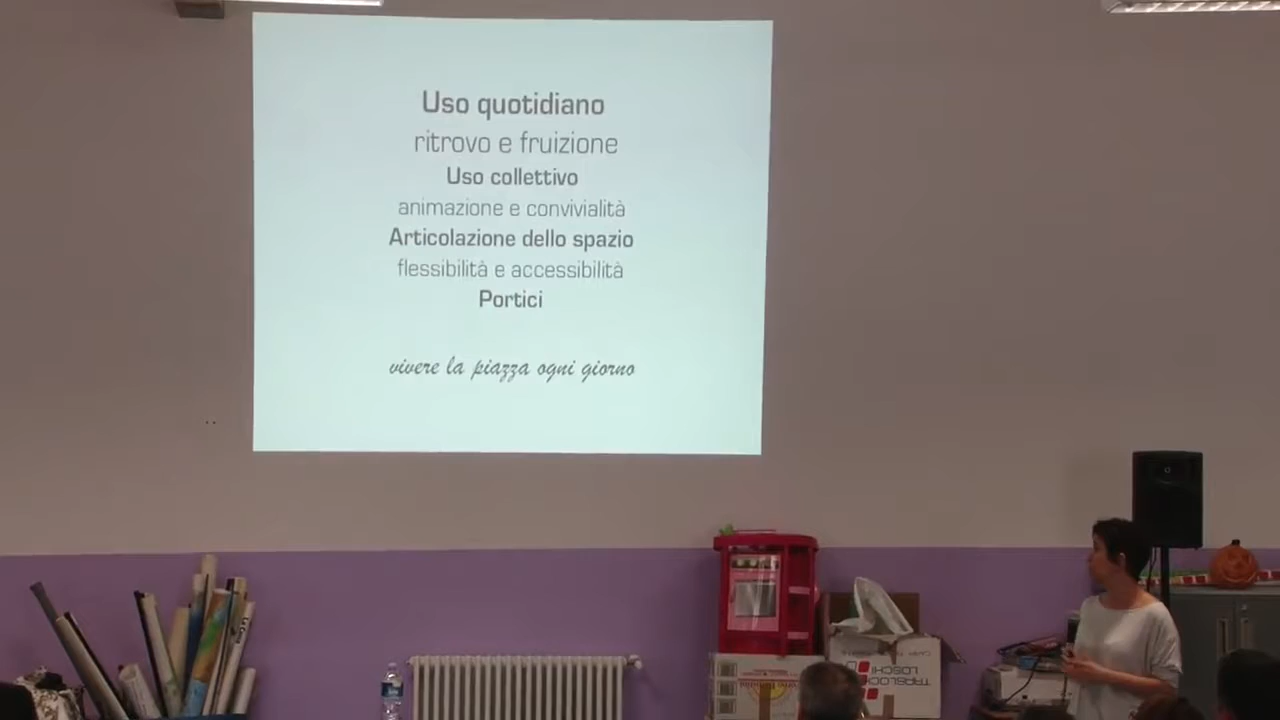 Uso quotidiano
ritrovo e fruizione
Uso collettivo
animazione e convivialità
Articolazione dello spazio
flessibilità e accessibilità
Portici
vivere la piazza ogni giorno